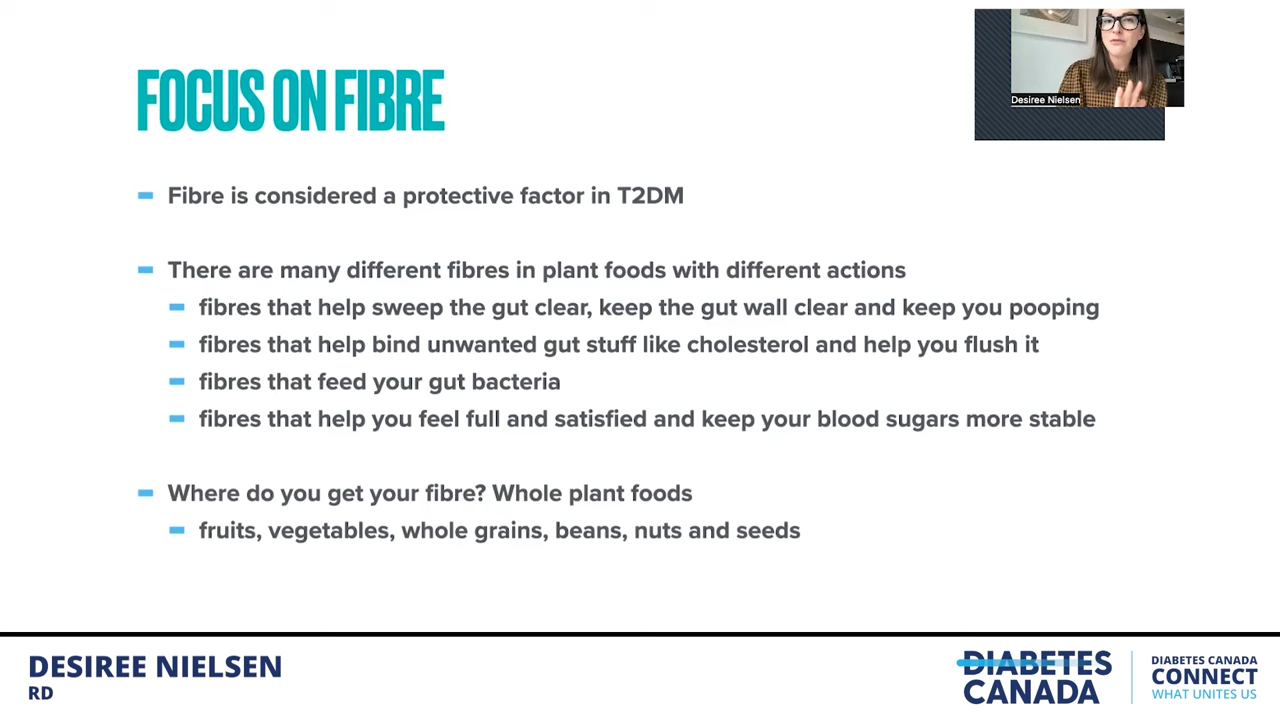 FOCUS ON FIBRE
Desiree Nielsen
Fibre is considered a protective factor in T2DM
There are many different fibres in plant foods with different actions
fibres that help sweep the gut clear, keep the gut wall clear and keep you pooping
fibres that help bind unwanted gut stuff like cholesterol and help you flush it
fibres that feed your gut bacteria
fibres that help you feel full and satisfied and keep your blood sugars more stable
Where do you get your fibre? Whole plant foods
fruits, vegetables, whole grains, beans, nuts and seeds
DESIREE NIELSEN
RD
DIABETES
CANADA
DIABETES CANADA
CONNECT
WHAT UNITES US